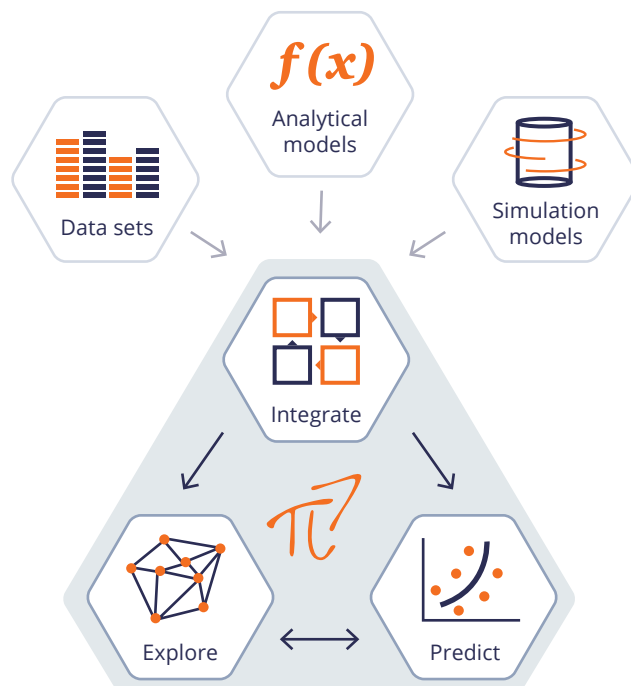 f(x)
Analytical
models
Data sets
Simulation
models
Integrate
π
Explore
Predict